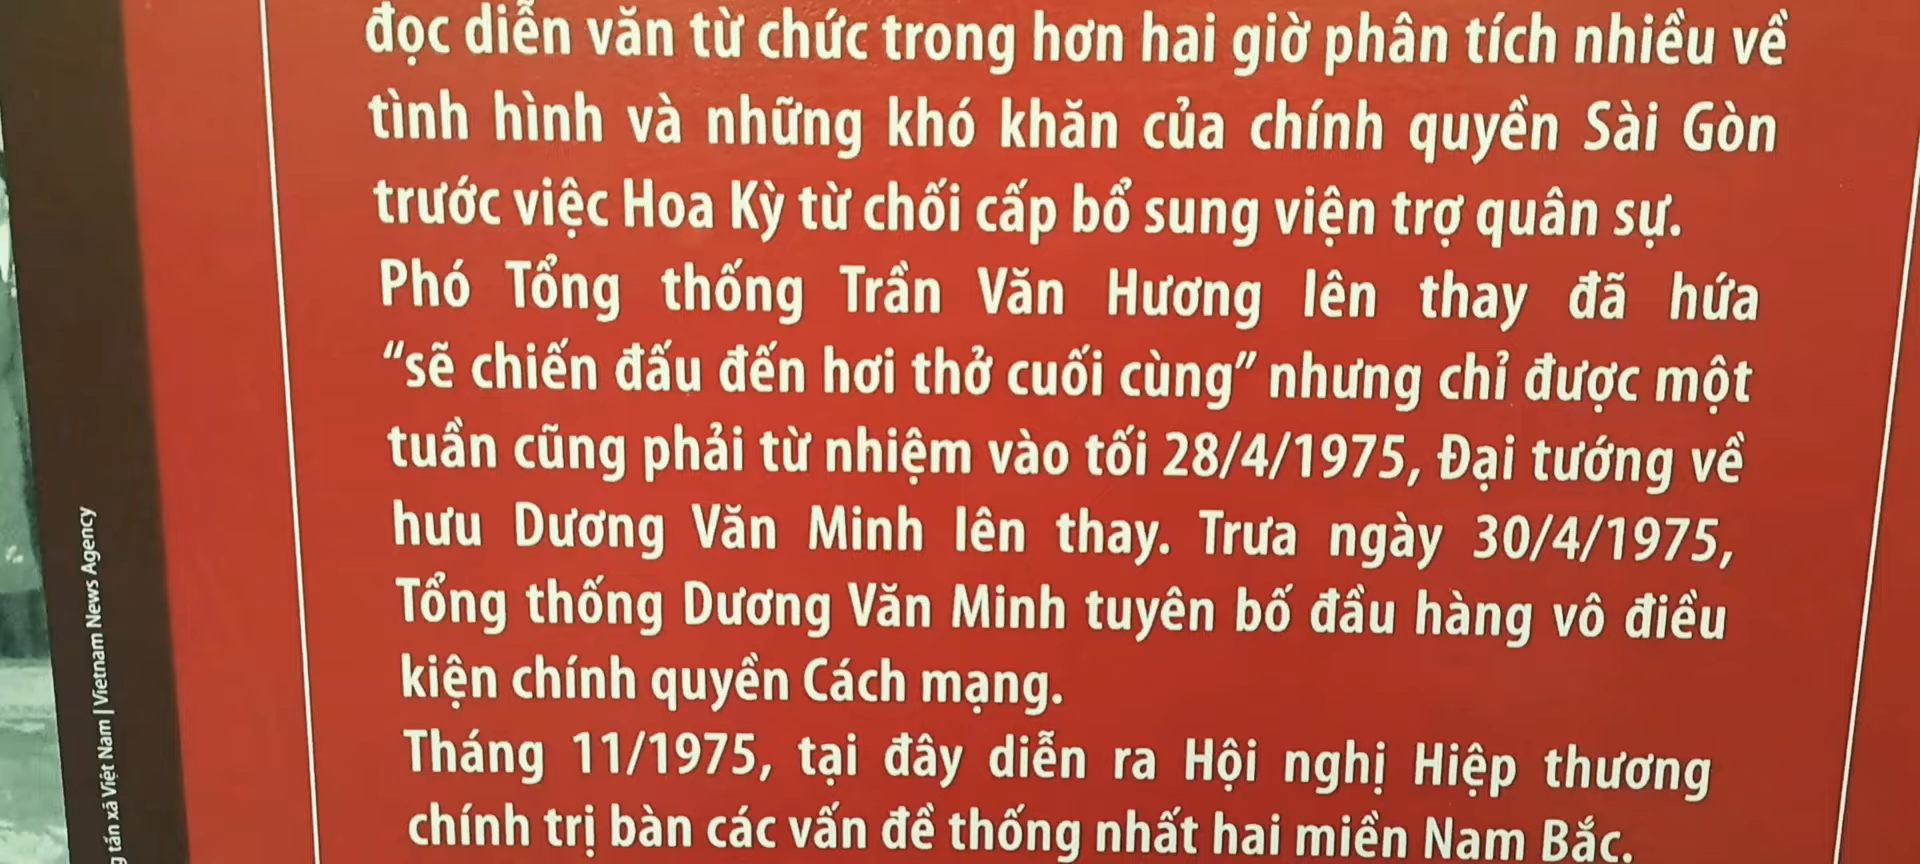 đọc diễn văn từ chức trong hơn hai giờ phân tích nhiều về
tình hình và những khó khăn của chính quyền Sài Gòn
trước việc Hoa Kỳ từ chối cấp bổ sung viện trợ quân sự.
Phó Tổng thống Trần Văn Hương lên thay đã hứa
“sẽ chiến đấu đến hơi thở cuối cùng” nhưng chỉ được một
tuần cũng phải từ nhiệm vào tối 28/4/1975, Đại tướng về
hưu Dương Văn Minh lên thay. Trưa ngày 30/4/1975,
Tổng thống Dương Văn Minh tuyên bố đầu hàng vô điều
kiện chính quyền Cách mạng.
Tháng 11/1975, tại đây diễn ra Hội nghị Hiệp thương
chính trị bàn các vấn đề thống nhất hai miền Nam Bắc.
tấn xã Việt Nam | Vietnam News Agency